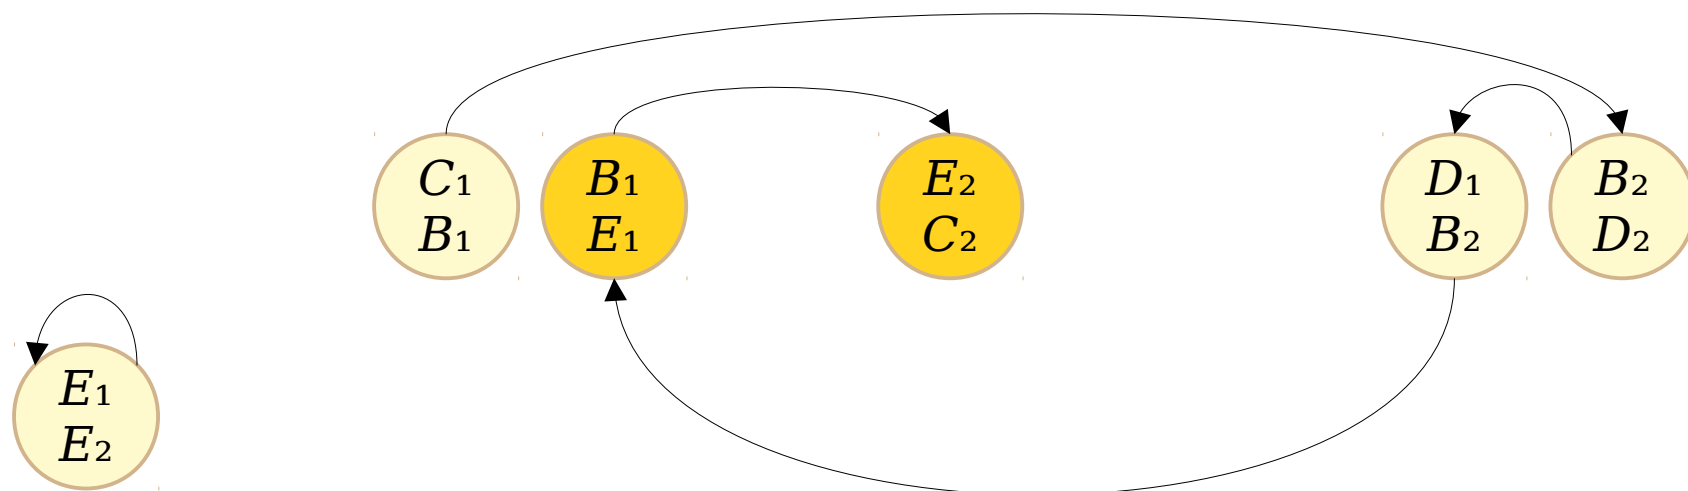 C₁
B₁
B₁
E₁
E₂
C₂
D₁
B₂
B₂
D₂
E₁
E₂